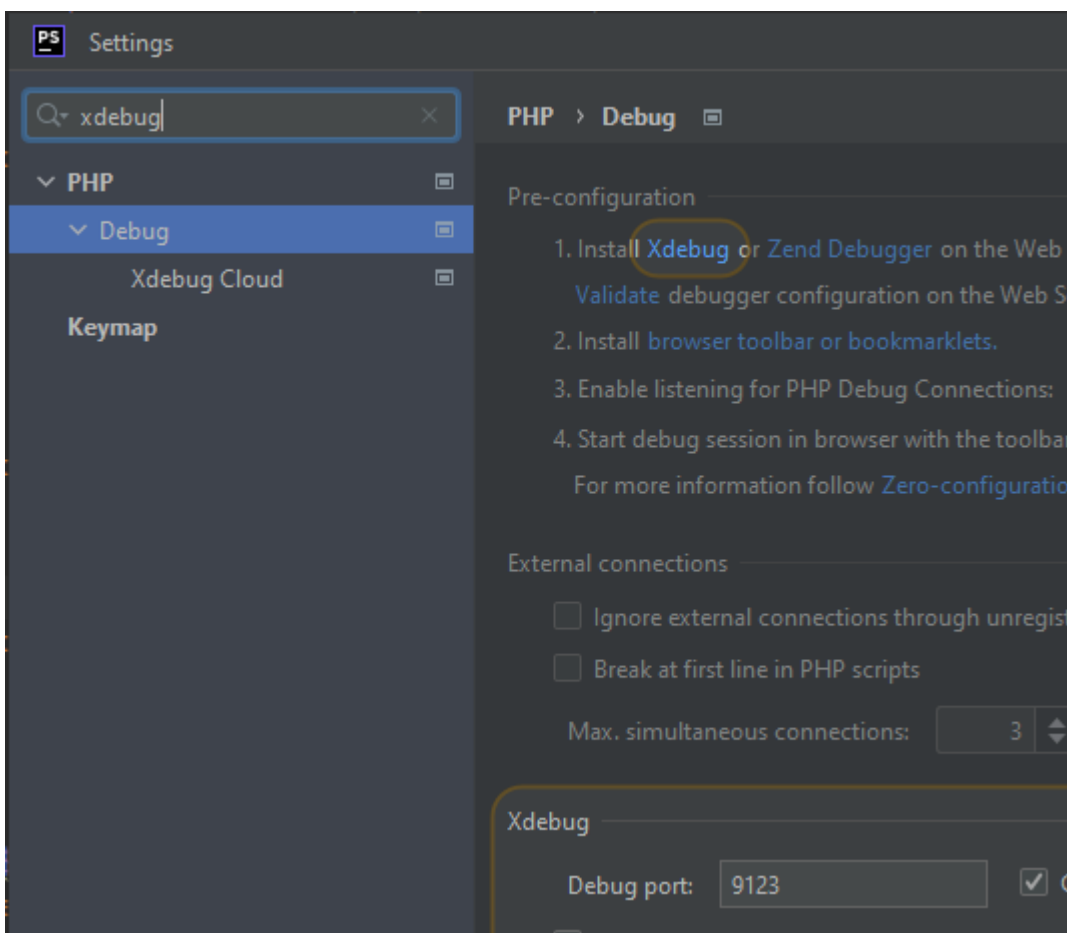 PS Settings
xdebug
PHP
Debug
Xdebug Cloud
Keymap
PHP › Debug
Pre-configuration
1. Install Xdebug or Zend Debugger on the Web
Validate debugger configuration on the Web S
2. Install browser toolbar or bookmarklets.
3. Enable listening for PHP Debug Connections:
4. Start debug session in browser with the toolbar
For more information follow Zero-configuratio
External connections
Ignore external connections through unregist
Break at first line in PHP scripts
Max. simultaneous connections: 3
Xdebug
Debug port: 9123